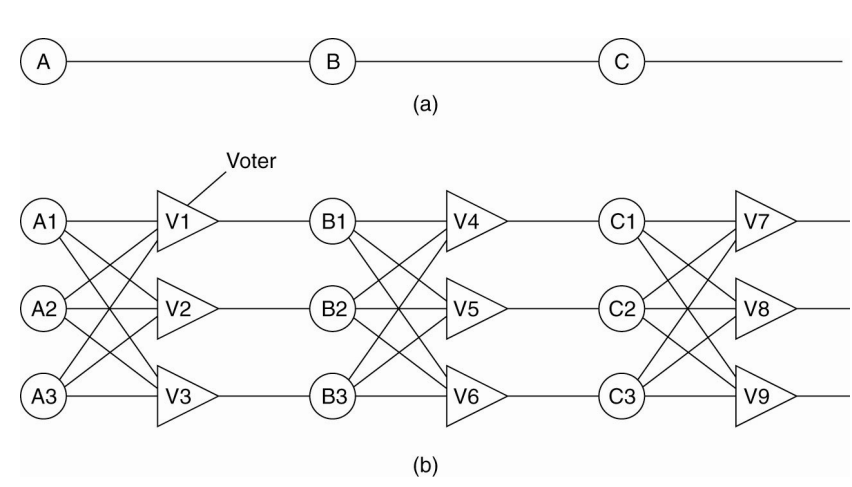 A B C
(a)
Voter
A1 V1 B1 V4 C1 V7
A2 V2 B2 V5 C2 V8
A3 V3 B3 V6 C3 V9
(b)